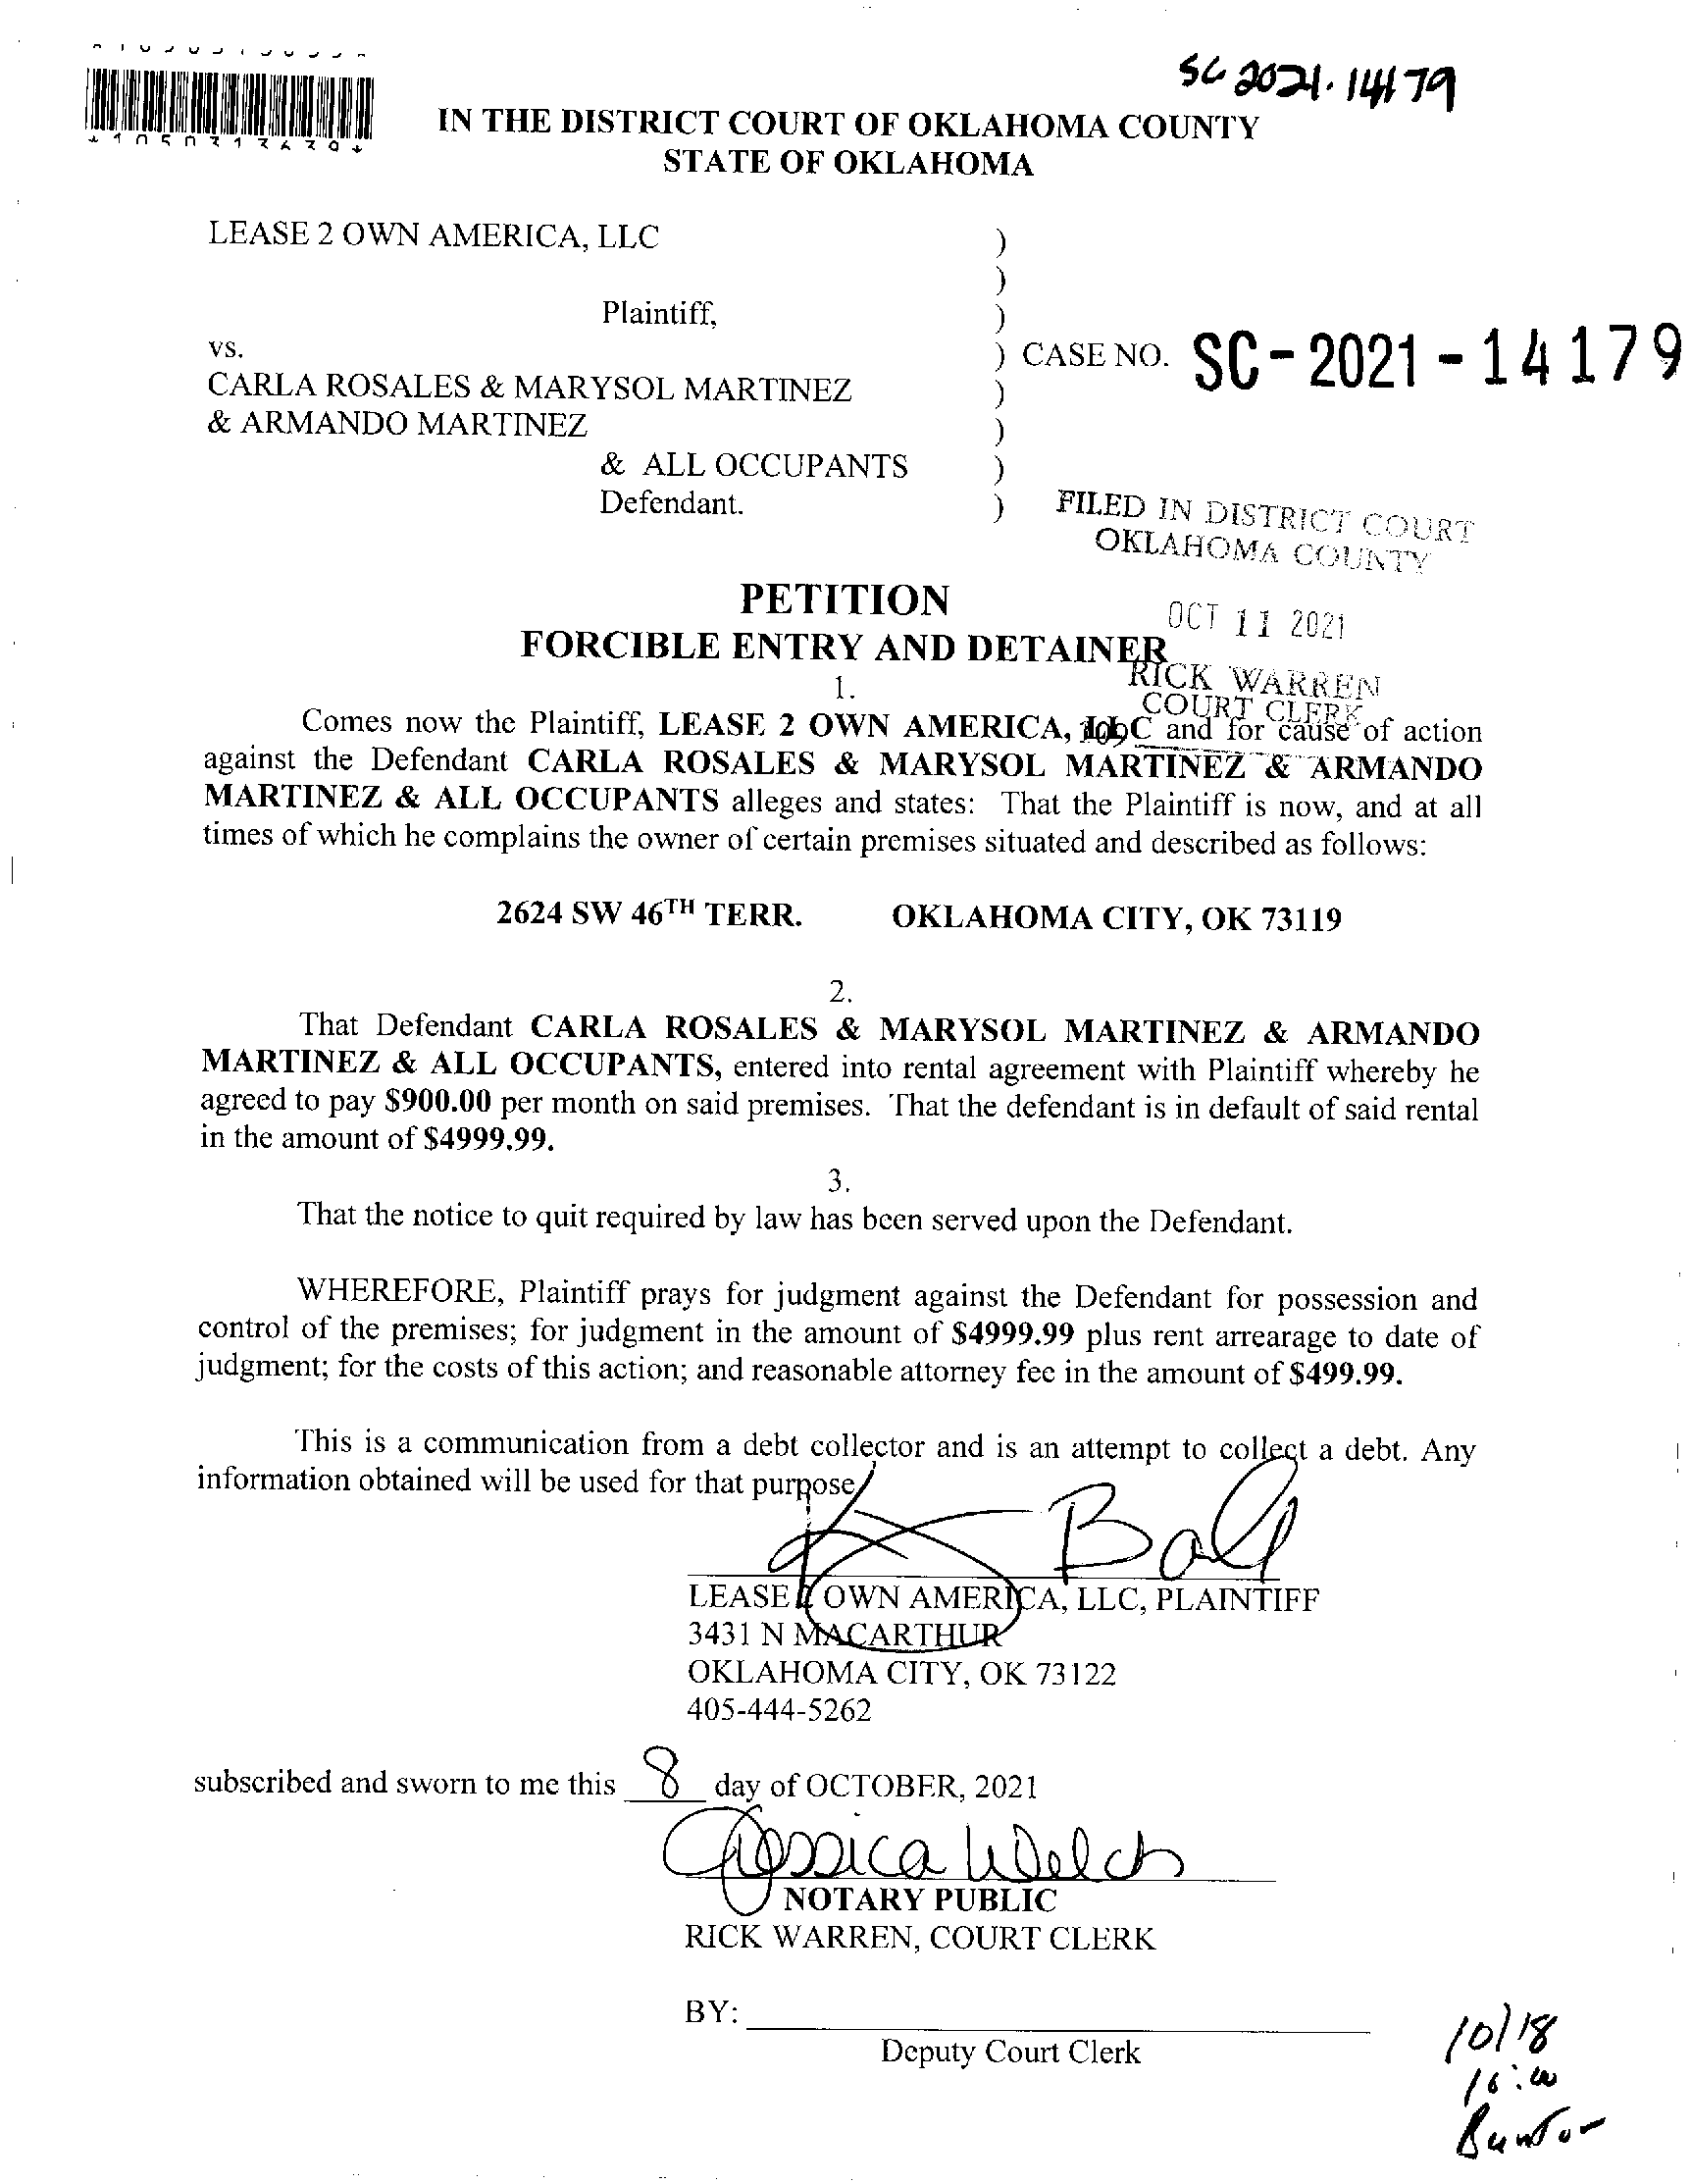 SC 2021-14179
IN THE DISTRICT COURT OF OKLAHOMA COUNTY
STATE OF OKLAHOMA
LEASE 2 OWN AMERICA, LLC )
)
Plaintiff, )
vs. ) CASE NO. SC-2021-14179
CARLA ROSALES & MARYSOL MARTINEZ )
& ARMANDO MARTINEZ )
& ALL OCCUPANTS )
Defendant. )
FILED IN DISTRICT COURT
OKLAHOMA COUNTY
OCT 11 2021
RICK WARREN
COURT CLERK
PETITION
FORCIBLE ENTRY AND DETAINER
1.
Comes now the Plaintiff, LEASE 2 OWN AMERICA, LLC and for cause of action
against the Defendant CARLA ROSALES & MARYSOL MARTINEZ & ARMANDO
MARTINEZ & ALL OCCUPANTS alleges and states: That the Plaintiff is now, and at all
times of which he complains the owner of certain premises situated and described as follows:
2624 SW 46TH TERR. OKLAHOMA CITY, OK 73119
2.
That Defendant CARLA ROSALES & MARYSOL MARTINEZ & ARMANDO
MARTINEZ & ALL OCCUPANTS, entered into rental agreement with Plaintiff whereby he
agreed to pay $900.00 per month on said premises. That the defendant is in default of said rental
in the amount of $4999.99.
3.
That the notice to quit required by law has been served upon the Defendant.
WHEREFORE, Plaintiff prays for judgment against the Defendant for possession and
control of the premises; for judgment in the amount of $4999.99 plus rent arrearage to date of
judgment; for the costs of this action; and reasonable attorney fee in the amount of $499.99.
This is a communication from a debt collector and is an attempt to collect a debt. Any
information obtained will be used for that purpose
LEASE 2 OWN AMERICA, LLC, PLAINTIFF
3431 N MACARTHUR
OKLAHOMA CITY, OK 73122
405-444-5262
subscribed and sworn to me this 8 day of OCTOBER, 2021
Jessica Welch
NOTARY PUBLIC
RICK WARREN, COURT CLERK
BY:
Deputy Court Clerk
10/18